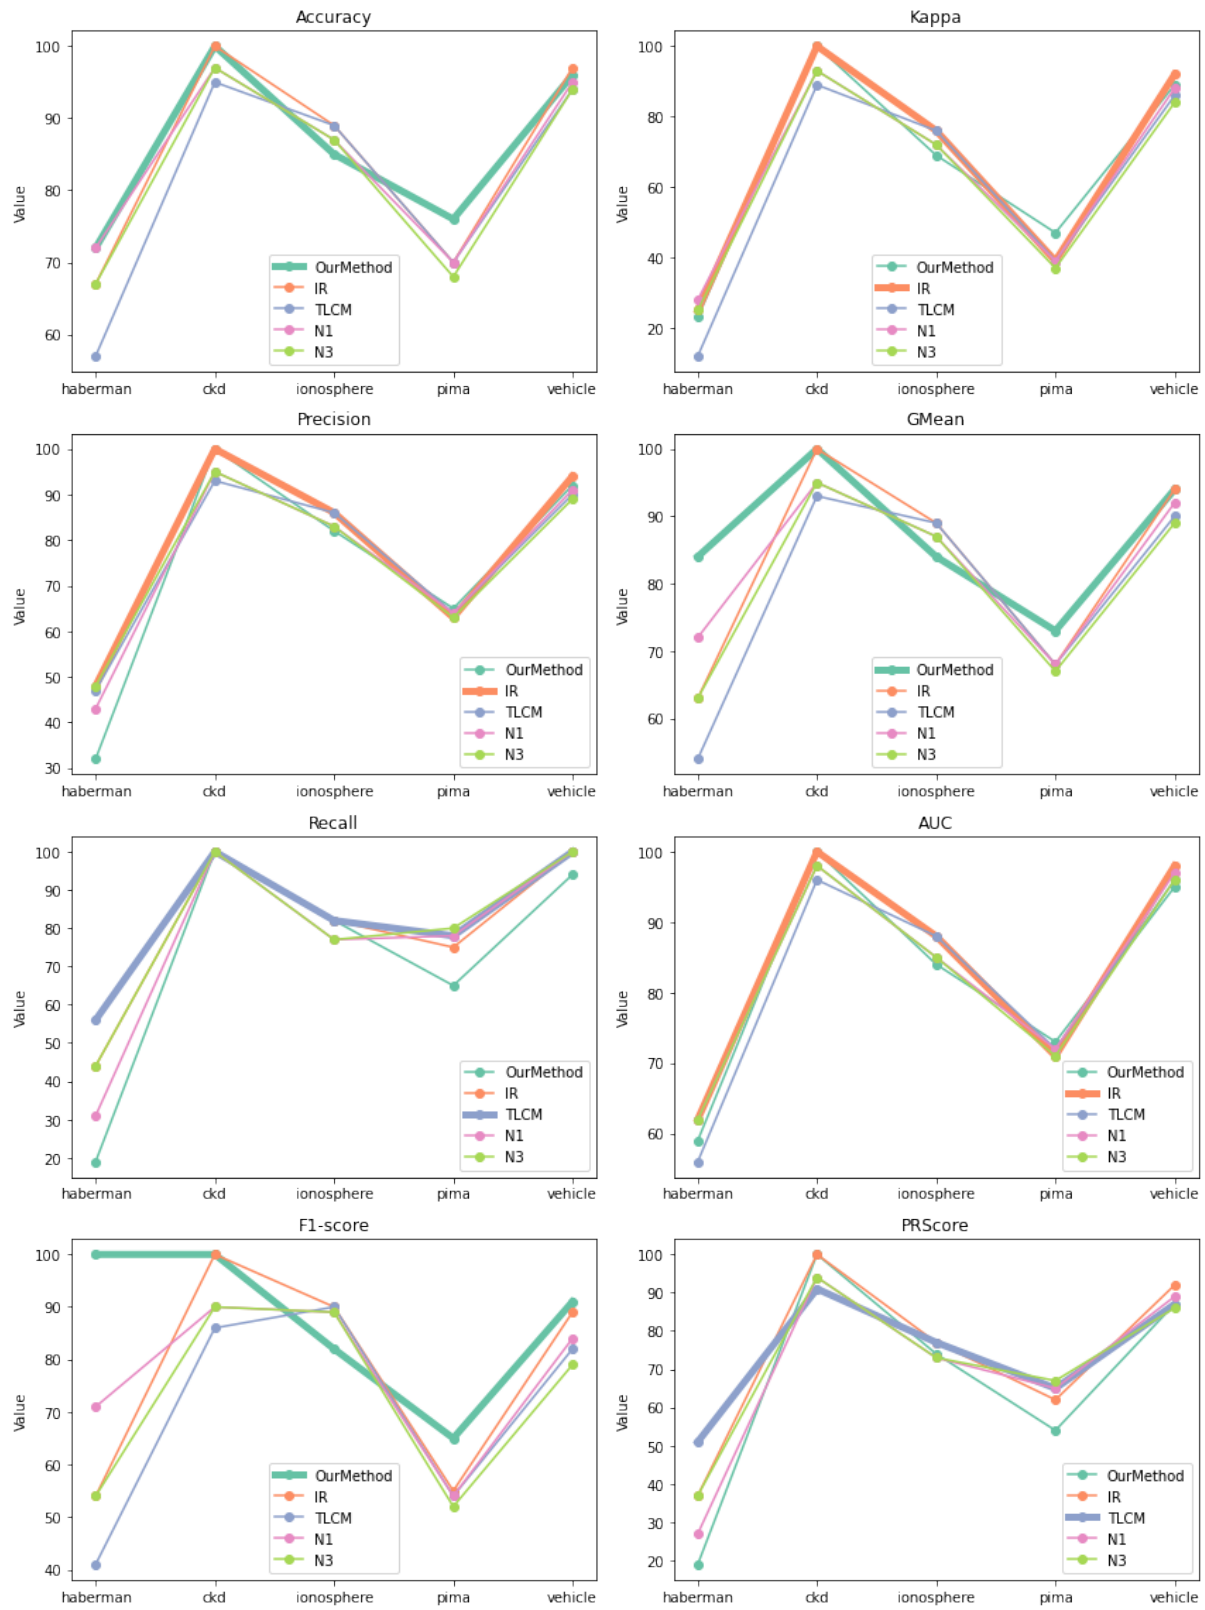 Accuracy
Value
100
90
80
70
60
OurMethod
IR
TLCM
N1
N3
haberman ckd ionosphere pima vehicle
Kappa
Value
100
80
60
40
20
OurMethod
IR
TLCM
N1
N3
haberman ckd ionosphere pima vehicle
Precision
Value
100
90
80
70
60
50
40
30
OurMethod
IR
TLCM
N1
N3
haberman ckd ionosphere pima vehicle
GMean
Value
100
90
80
70
60
OurMethod
IR
TLCM
N1
N3
haberman ckd ionosphere pima vehicle
Recall
Value
100
90
80
70
60
50
40
30
20
OurMethod
IR
TLCM
N1
N3
haberman ckd ionosphere pima vehicle
AUC
Value
100
90
80
70
60
OurMethod
IR
TLCM
N1
N3
haberman ckd ionosphere pima vehicle
F1-score
Value
100
90
80
70
60
50
40
OurMethod
IR
TLCM
N1
N3
haberman ckd ionosphere pima vehicle
PRScore
Value
100
90
80
70
60
50
40
30
20
OurMethod
IR
TLCM
N1
N3
haberman ckd ionosphere pima vehicle